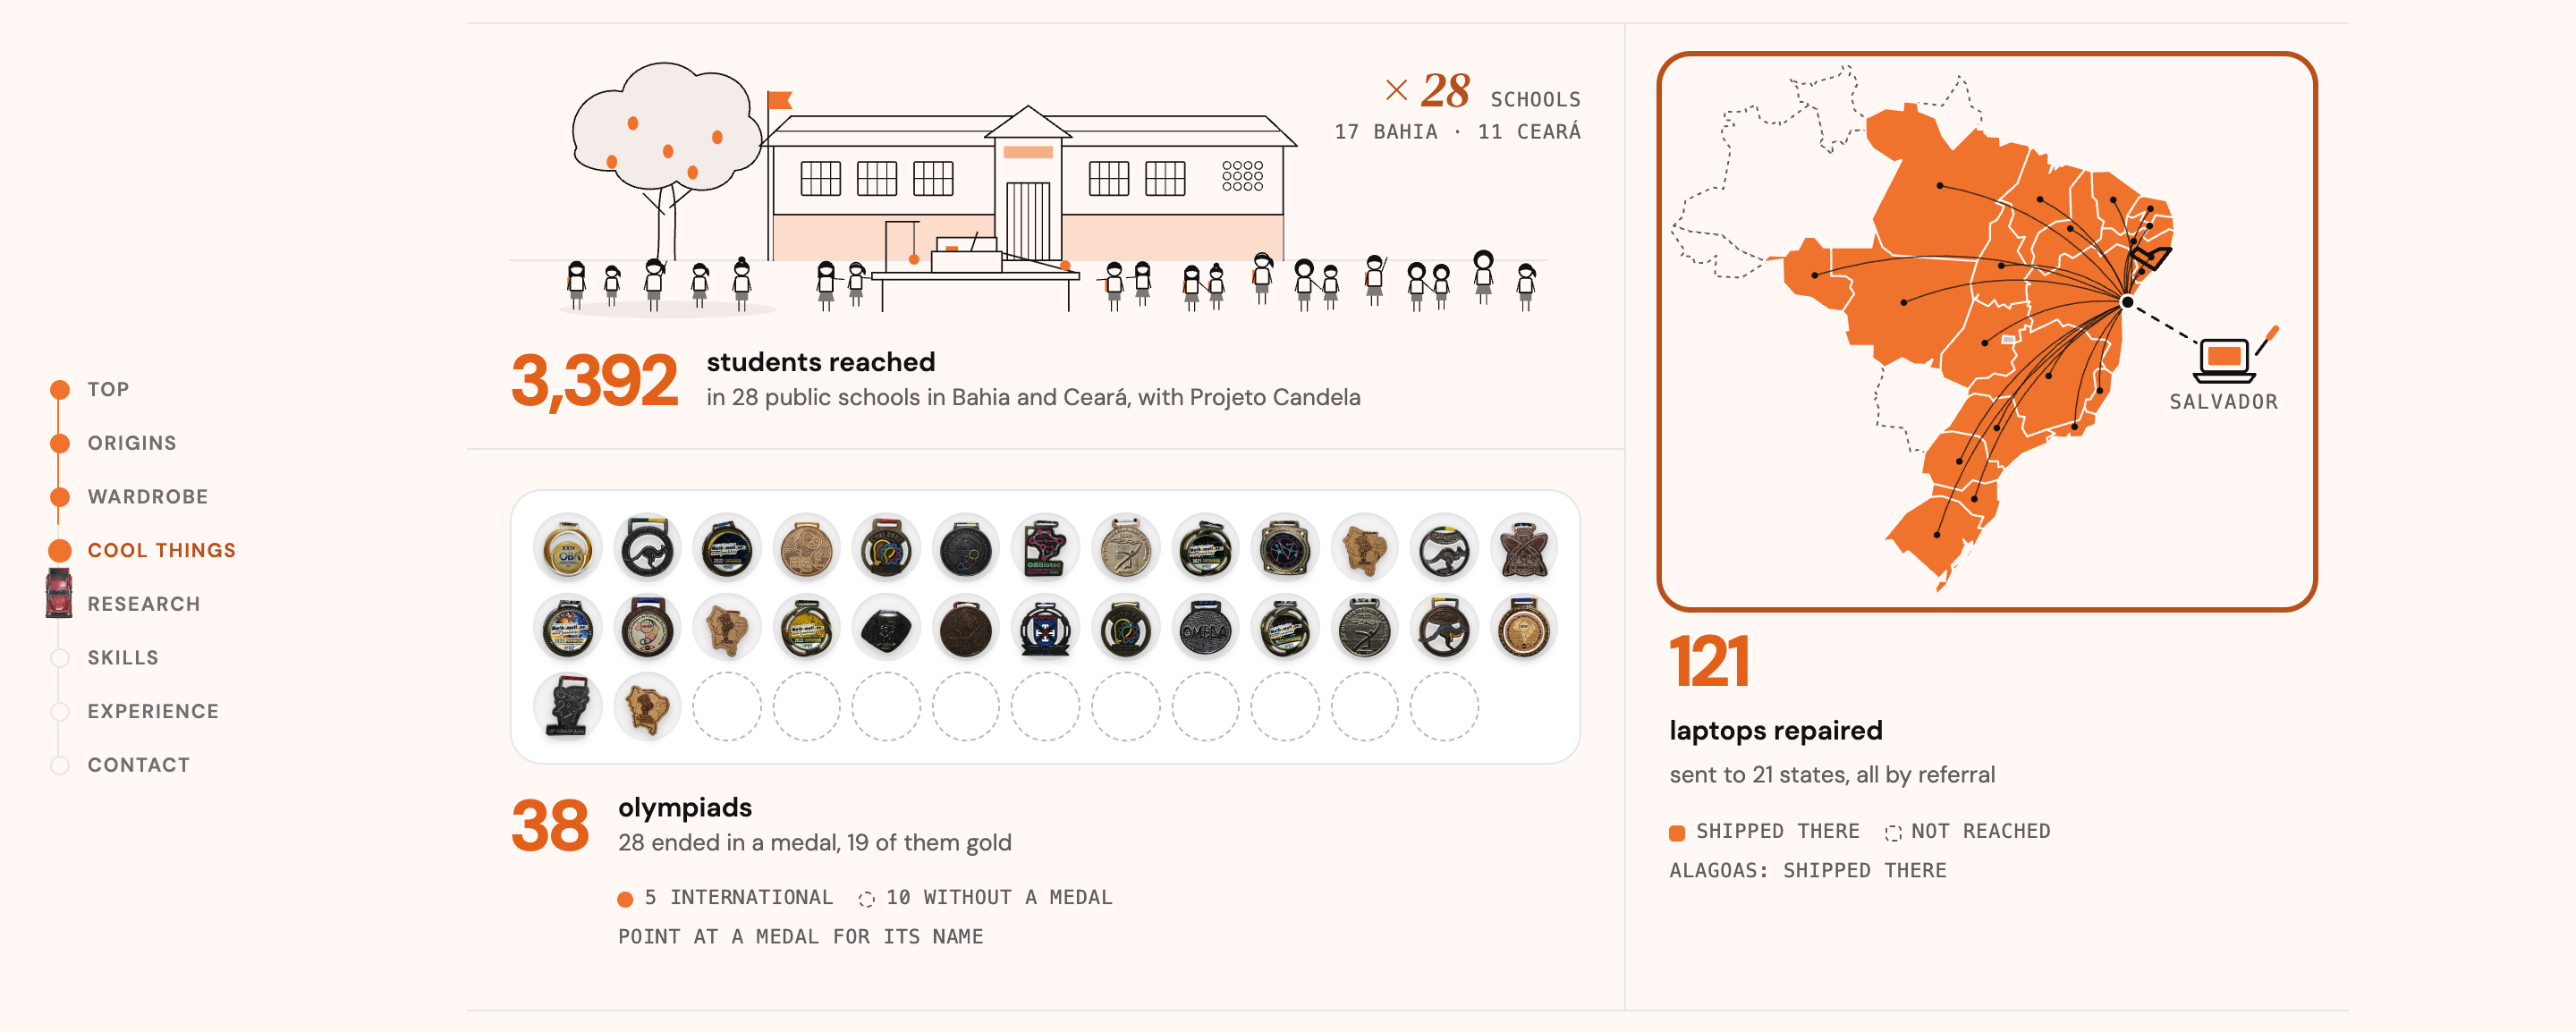 TOP
ORIGINS
WARDROBE
COOL THINGS
RESEARCH
SKILLS
EXPERIENCE
CONTACT
× 28 SCHOOLS
17 BAHIA · 11 CEARÁ
3,392
students reached
in 28 public schools in Bahia and Ceará, with Projeto Candela
38
olympiads
28 ended in a medal, 19 of them gold
5 INTERNATIONAL
10 WITHOUT A MEDAL
POINT AT A MEDAL FOR ITS NAME
SALVADOR
121
laptops repaired
sent to 21 states, all by referral
SHIPPED THERE
NOT REACHED
ALAGOAS: SHIPPED THERE